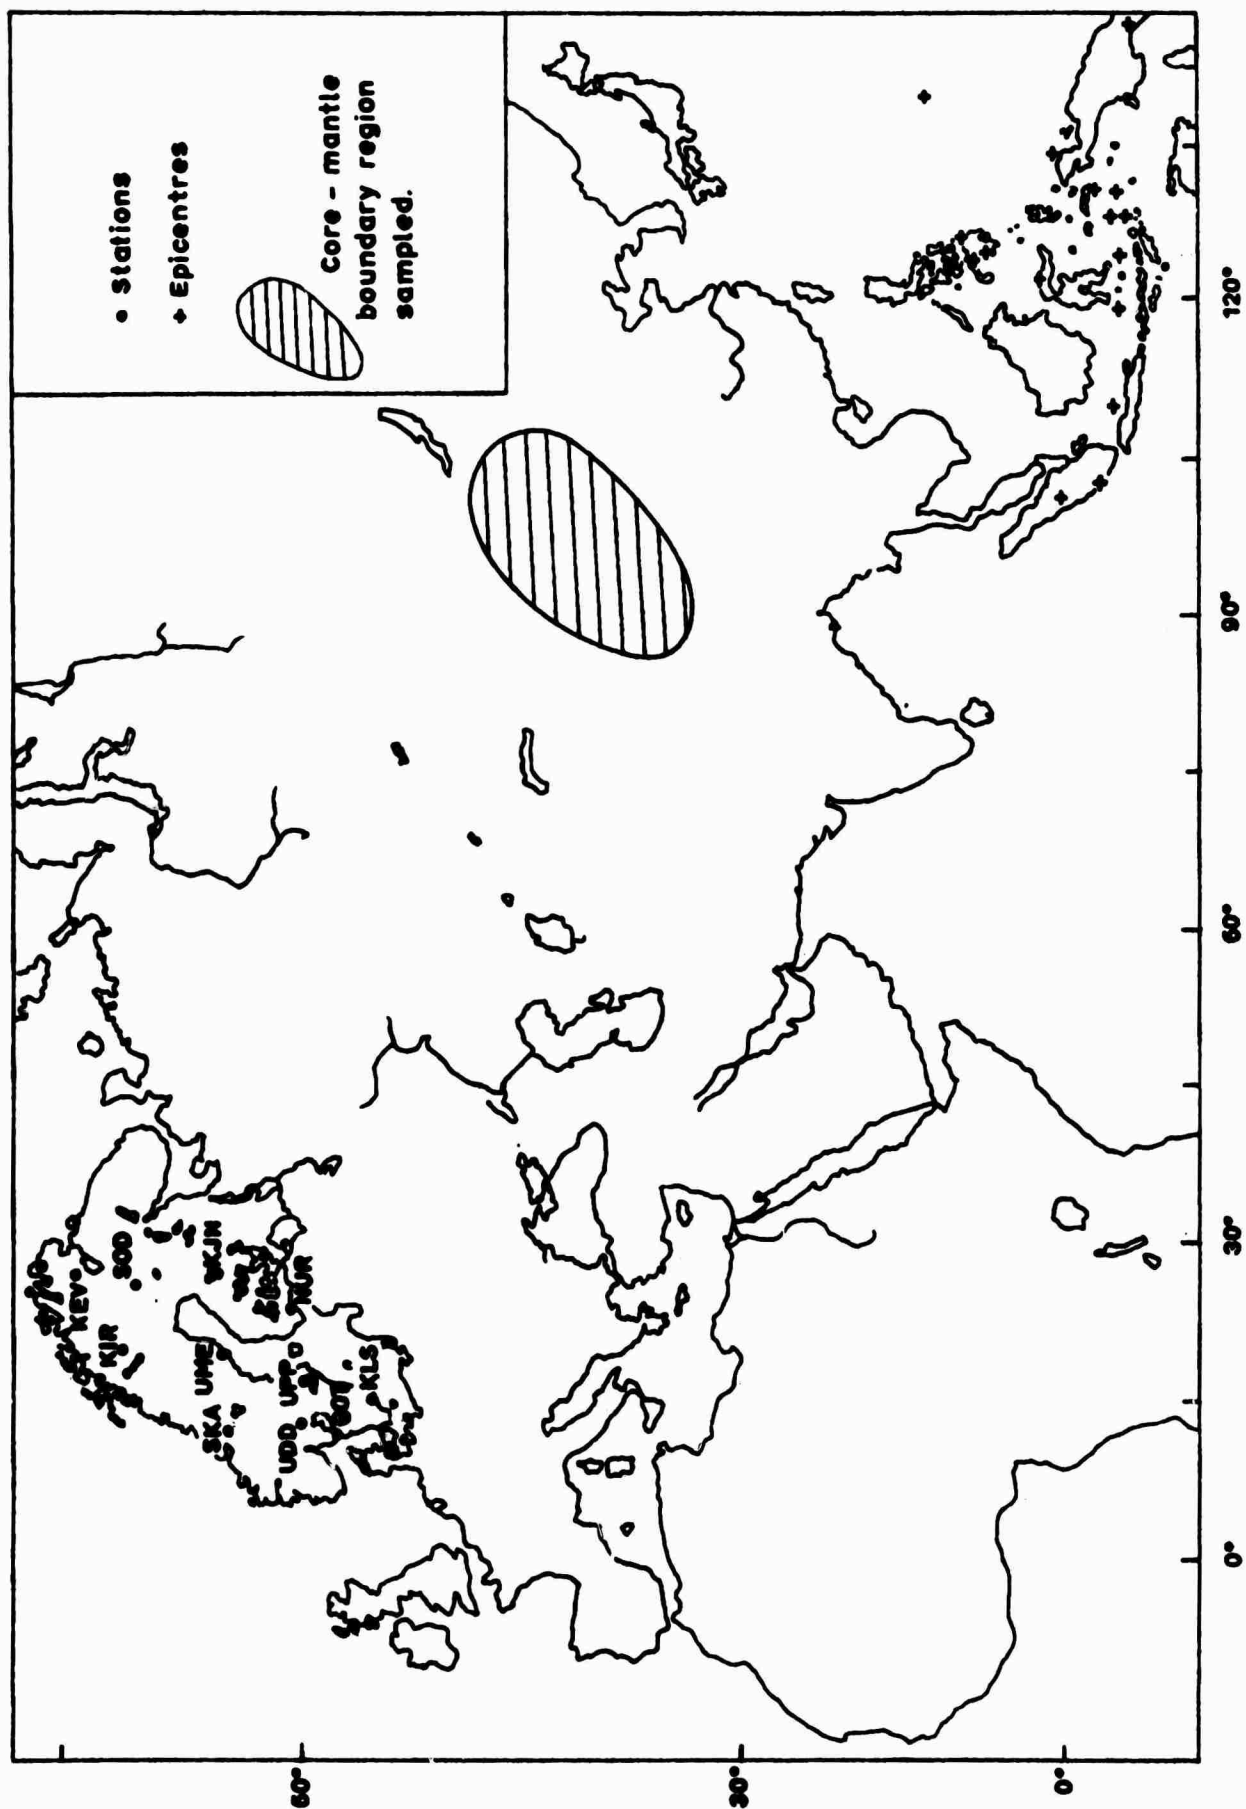 • Stations
+ Epicentres
Core - mantle
boundary region
sampled.
KEV
SOD
KJR
KJN
SKA UME
NUR
UDD UPP
KLS
60°
30°
0°
0°
30°
60°
90°
120°